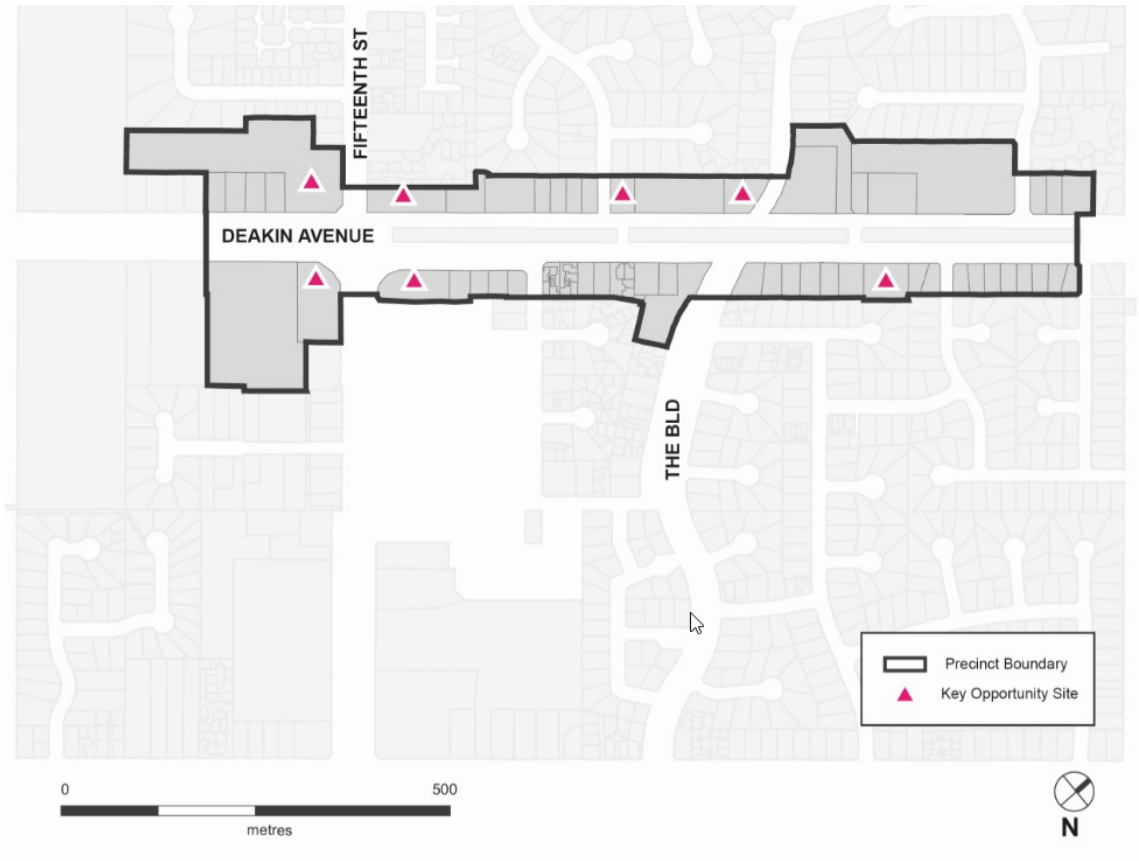 FIFTEENTH ST
DEAKIN AVENUE
THE BLD
Precinct Boundary
Key Opportunity Site
0
500
metres
N